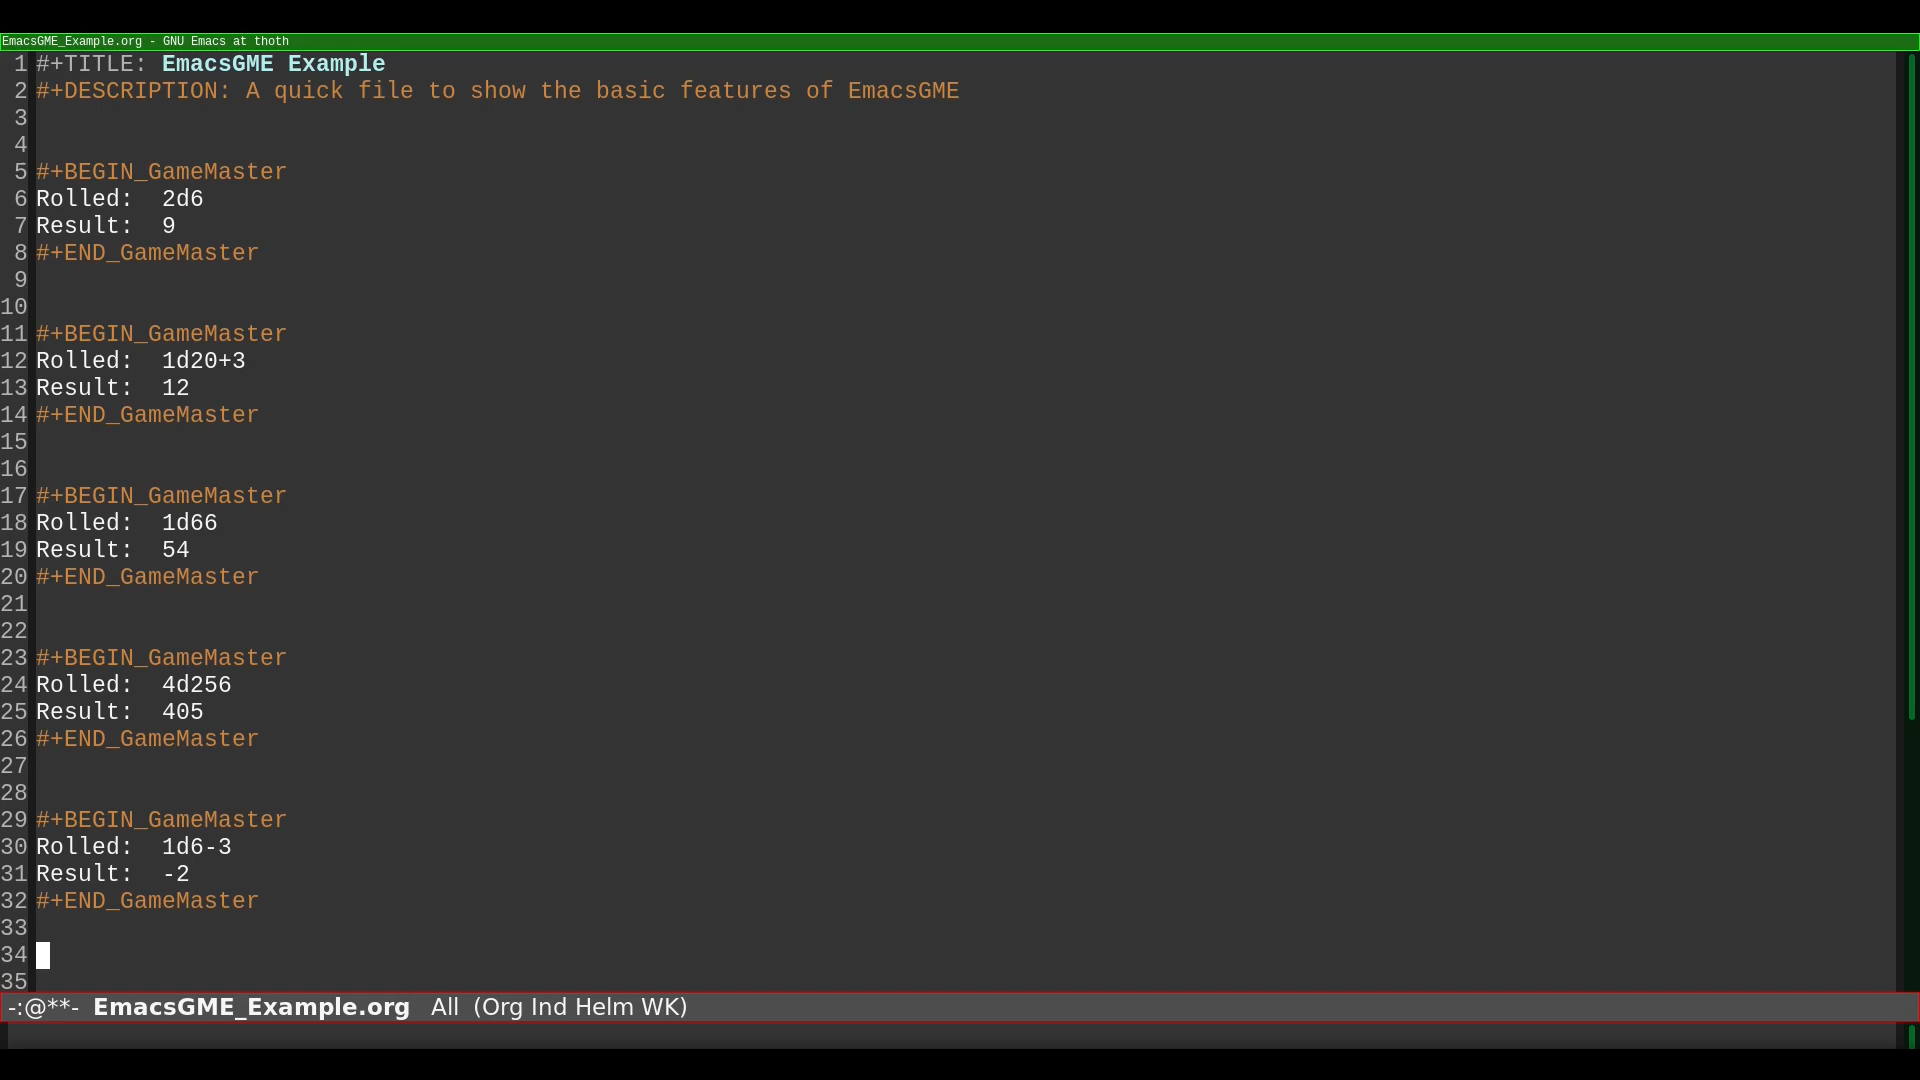 EmacsGME_Example.org - GNU Emacs at thoth
1 #+TITLE: EmacsGME Example
2 #+DESCRIPTION: A quick file to show the basic features of EmacsGME
3
4
5 #+BEGIN_GameMaster
6 Rolled:  2d6
7 Result:  9
8 #+END_GameMaster
9
10
11 #+BEGIN_GameMaster
12 Rolled:  1d20+3
13 Result:  12
14 #+END_GameMaster
15
16
17 #+BEGIN_GameMaster
18 Rolled:  1d66
19 Result:  54
20 #+END_GameMaster
21
22
23 #+BEGIN_GameMaster
24 Rolled:  4d256
25 Result:  405
26 #+END_GameMaster
27
28
29 #+BEGIN_GameMaster
30 Rolled:  1d6-3
31 Result:  -2
32 #+END_GameMaster
33
34
35
-:@**-  EmacsGME_Example.org   All  (Org Ind Helm WK)